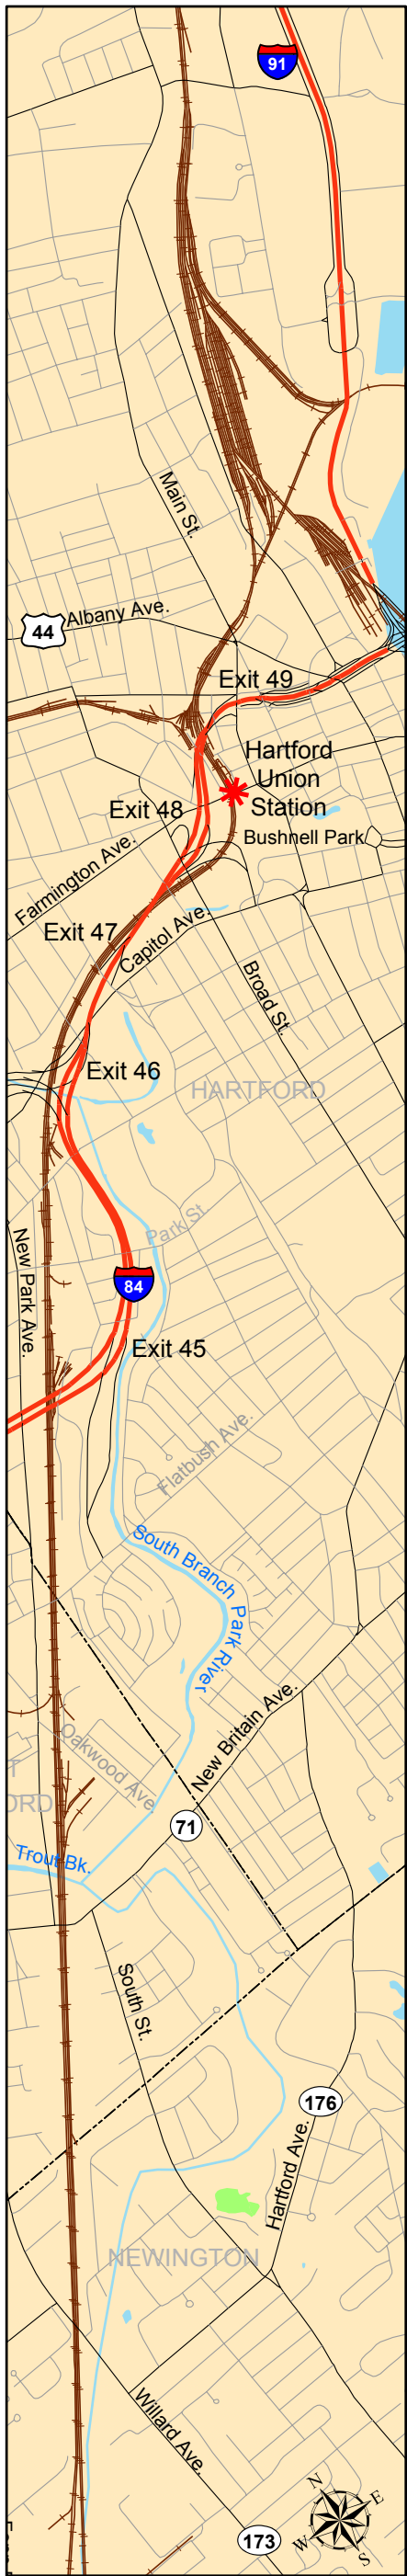 91
Main St.
44
Albany Ave.
Exit 49
Hartford
Union
Station
Exit 48
Bushnell Park
Farmington Ave.
Capitol Ave.
Exit 47
Broad St.
Exit 46
HARTFORD
Park St
New Park Ave.
84
Exit 45
Flatbush Ave.
South Branch Park River
New Britain Ave.
Oakwood Ave
T
ORD
71
Trout Bk.
South St.
176
Hartford Ave.
NEWINGTON
Willard Ave.
173
N
E
W
S